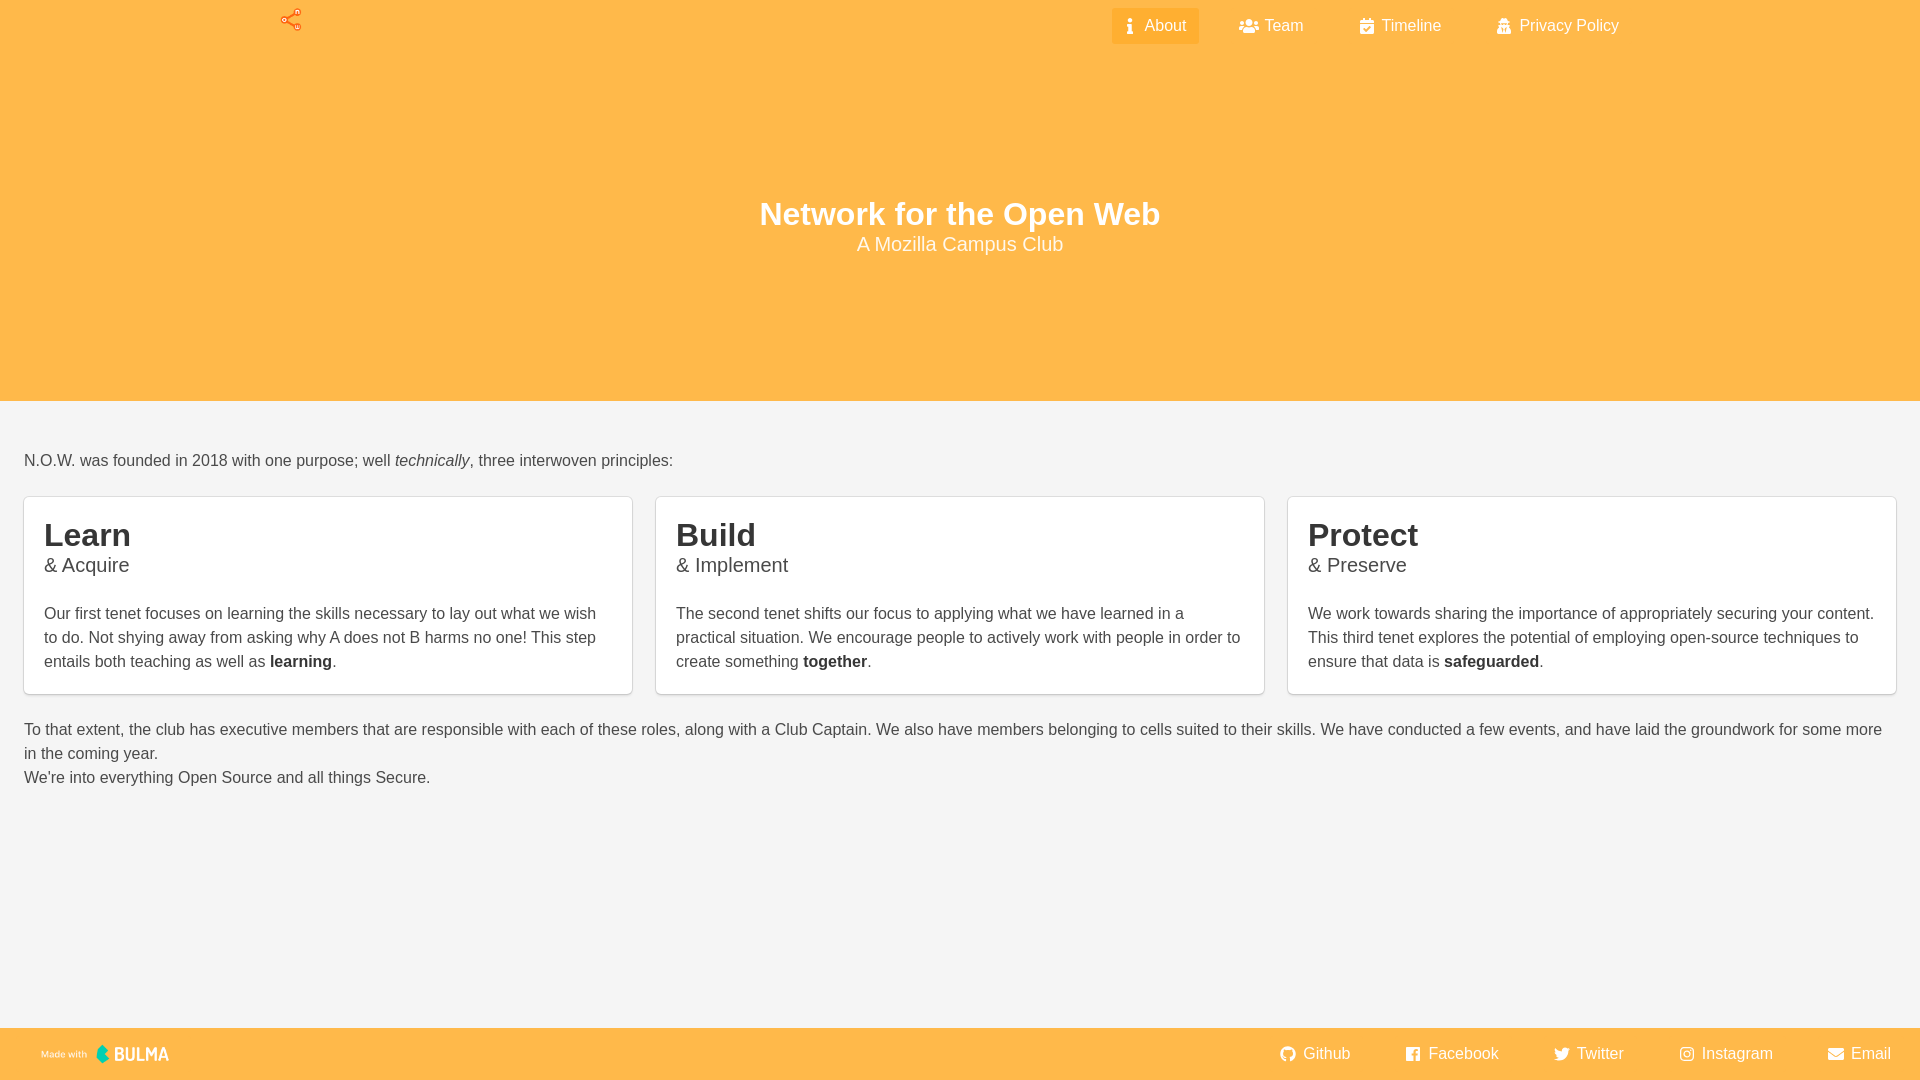 About
Team
Timeline
Privacy Policy
Network for the Open Web
A Mozilla Campus Club
N.O.W. was founded in 2018 with one purpose; well technically, three interwoven principles:
Learn
& Acquire
Our first tenet focuses on learning the skills necessary to lay out what we wish
to do. Not shying away from asking why A does not B harms no one! This step
entails both teaching as well as learning.
Build
& Implement
The second tenet shifts our focus to applying what we have learned in a
practical situation. We encourage people to actively work with people in order to
create something together.
Protect
& Preserve
We work towards sharing the importance of appropriately securing your content.
This third tenet explores the potential of employing open-source techniques to
ensure that data is safeguarded.
To that extent, the club has executive members that are responsible with each of these roles, along with a Club Captain. We also have members belonging to cells suited to their skills. We have conducted a few events, and have laid the groundwork for some more
in the coming year.
We're into everything Open Source and all things Secure.
Made with BULMA
Github
Facebook
Twitter
Instagram
Email